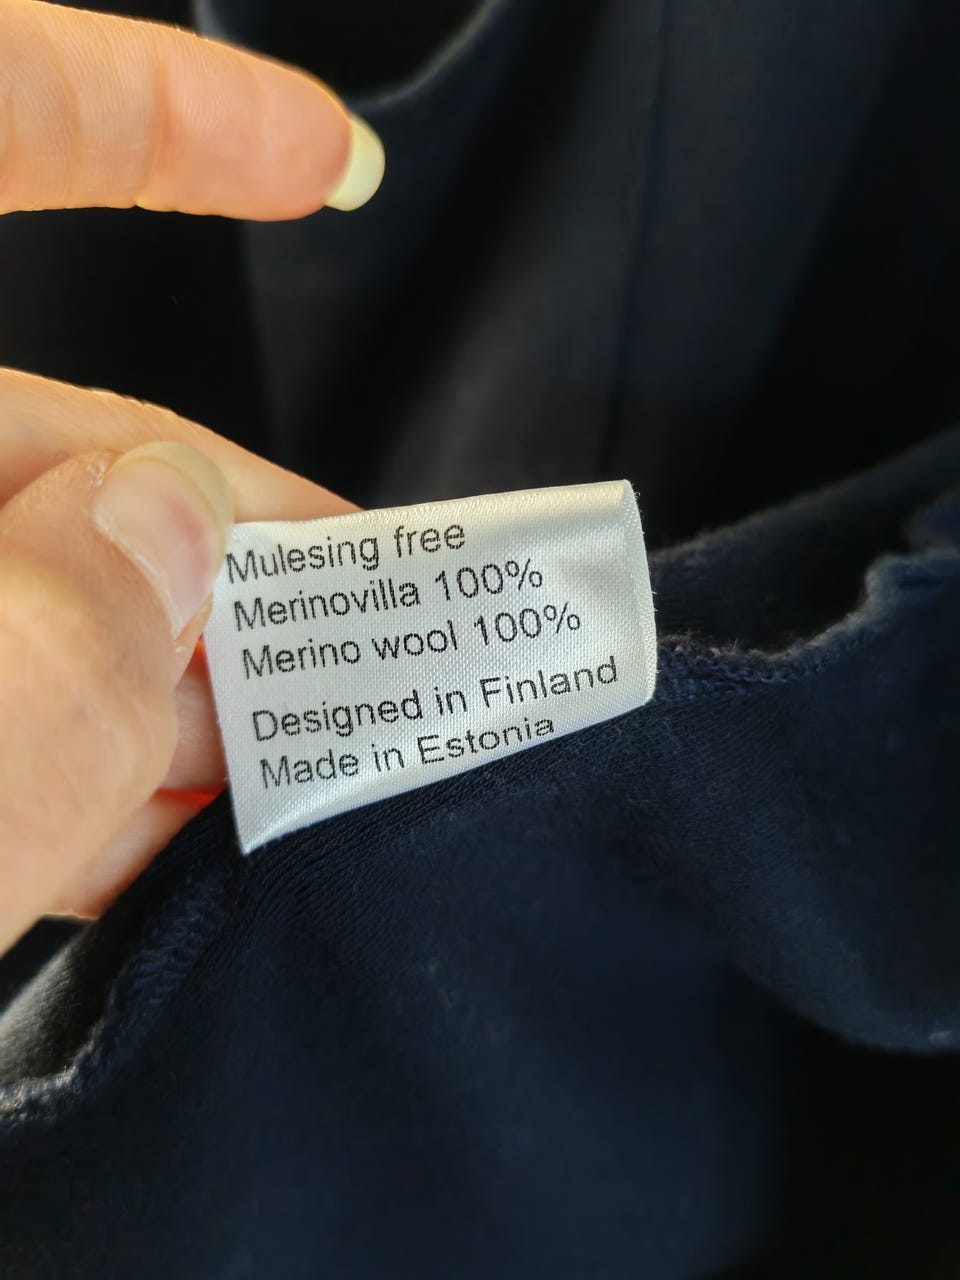 Mulesing free
Merinovilla 100%
Merino wool 100%
Designed in Finland
Made in Estonia